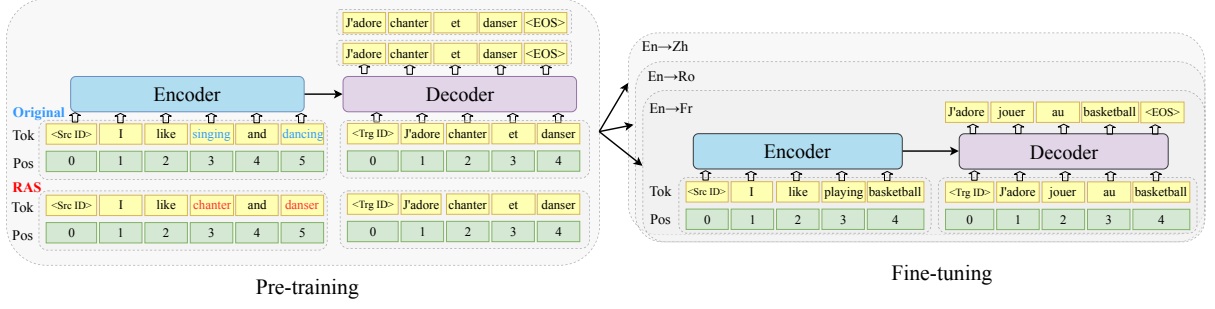 J'adore chanter et danser <EOS>
J'adore chanter et danser <EOS>
Encoder Decoder
Original
Tok <Src ID> I like singing and dancing <Trg ID> J'adore chanter et danser
Pos 0 1 2 3 4 5 0 1 2 3 4
RAS
Tok <Src ID> I like chanter and danser <Trg ID> J'adore chanter et danser
Pos 0 1 2 3 4 5 0 1 2 3 4
Pre-training
En→Zh
En→Ro
En→Fr
J'adore jouer au basketball <EOS>
Encoder Decoder
Tok <Src ID> I like playing basketball <Trg ID> J'adore jouer au basketball
Pos 0 1 2 3 4 0 1 2 3 4
Fine-tuning